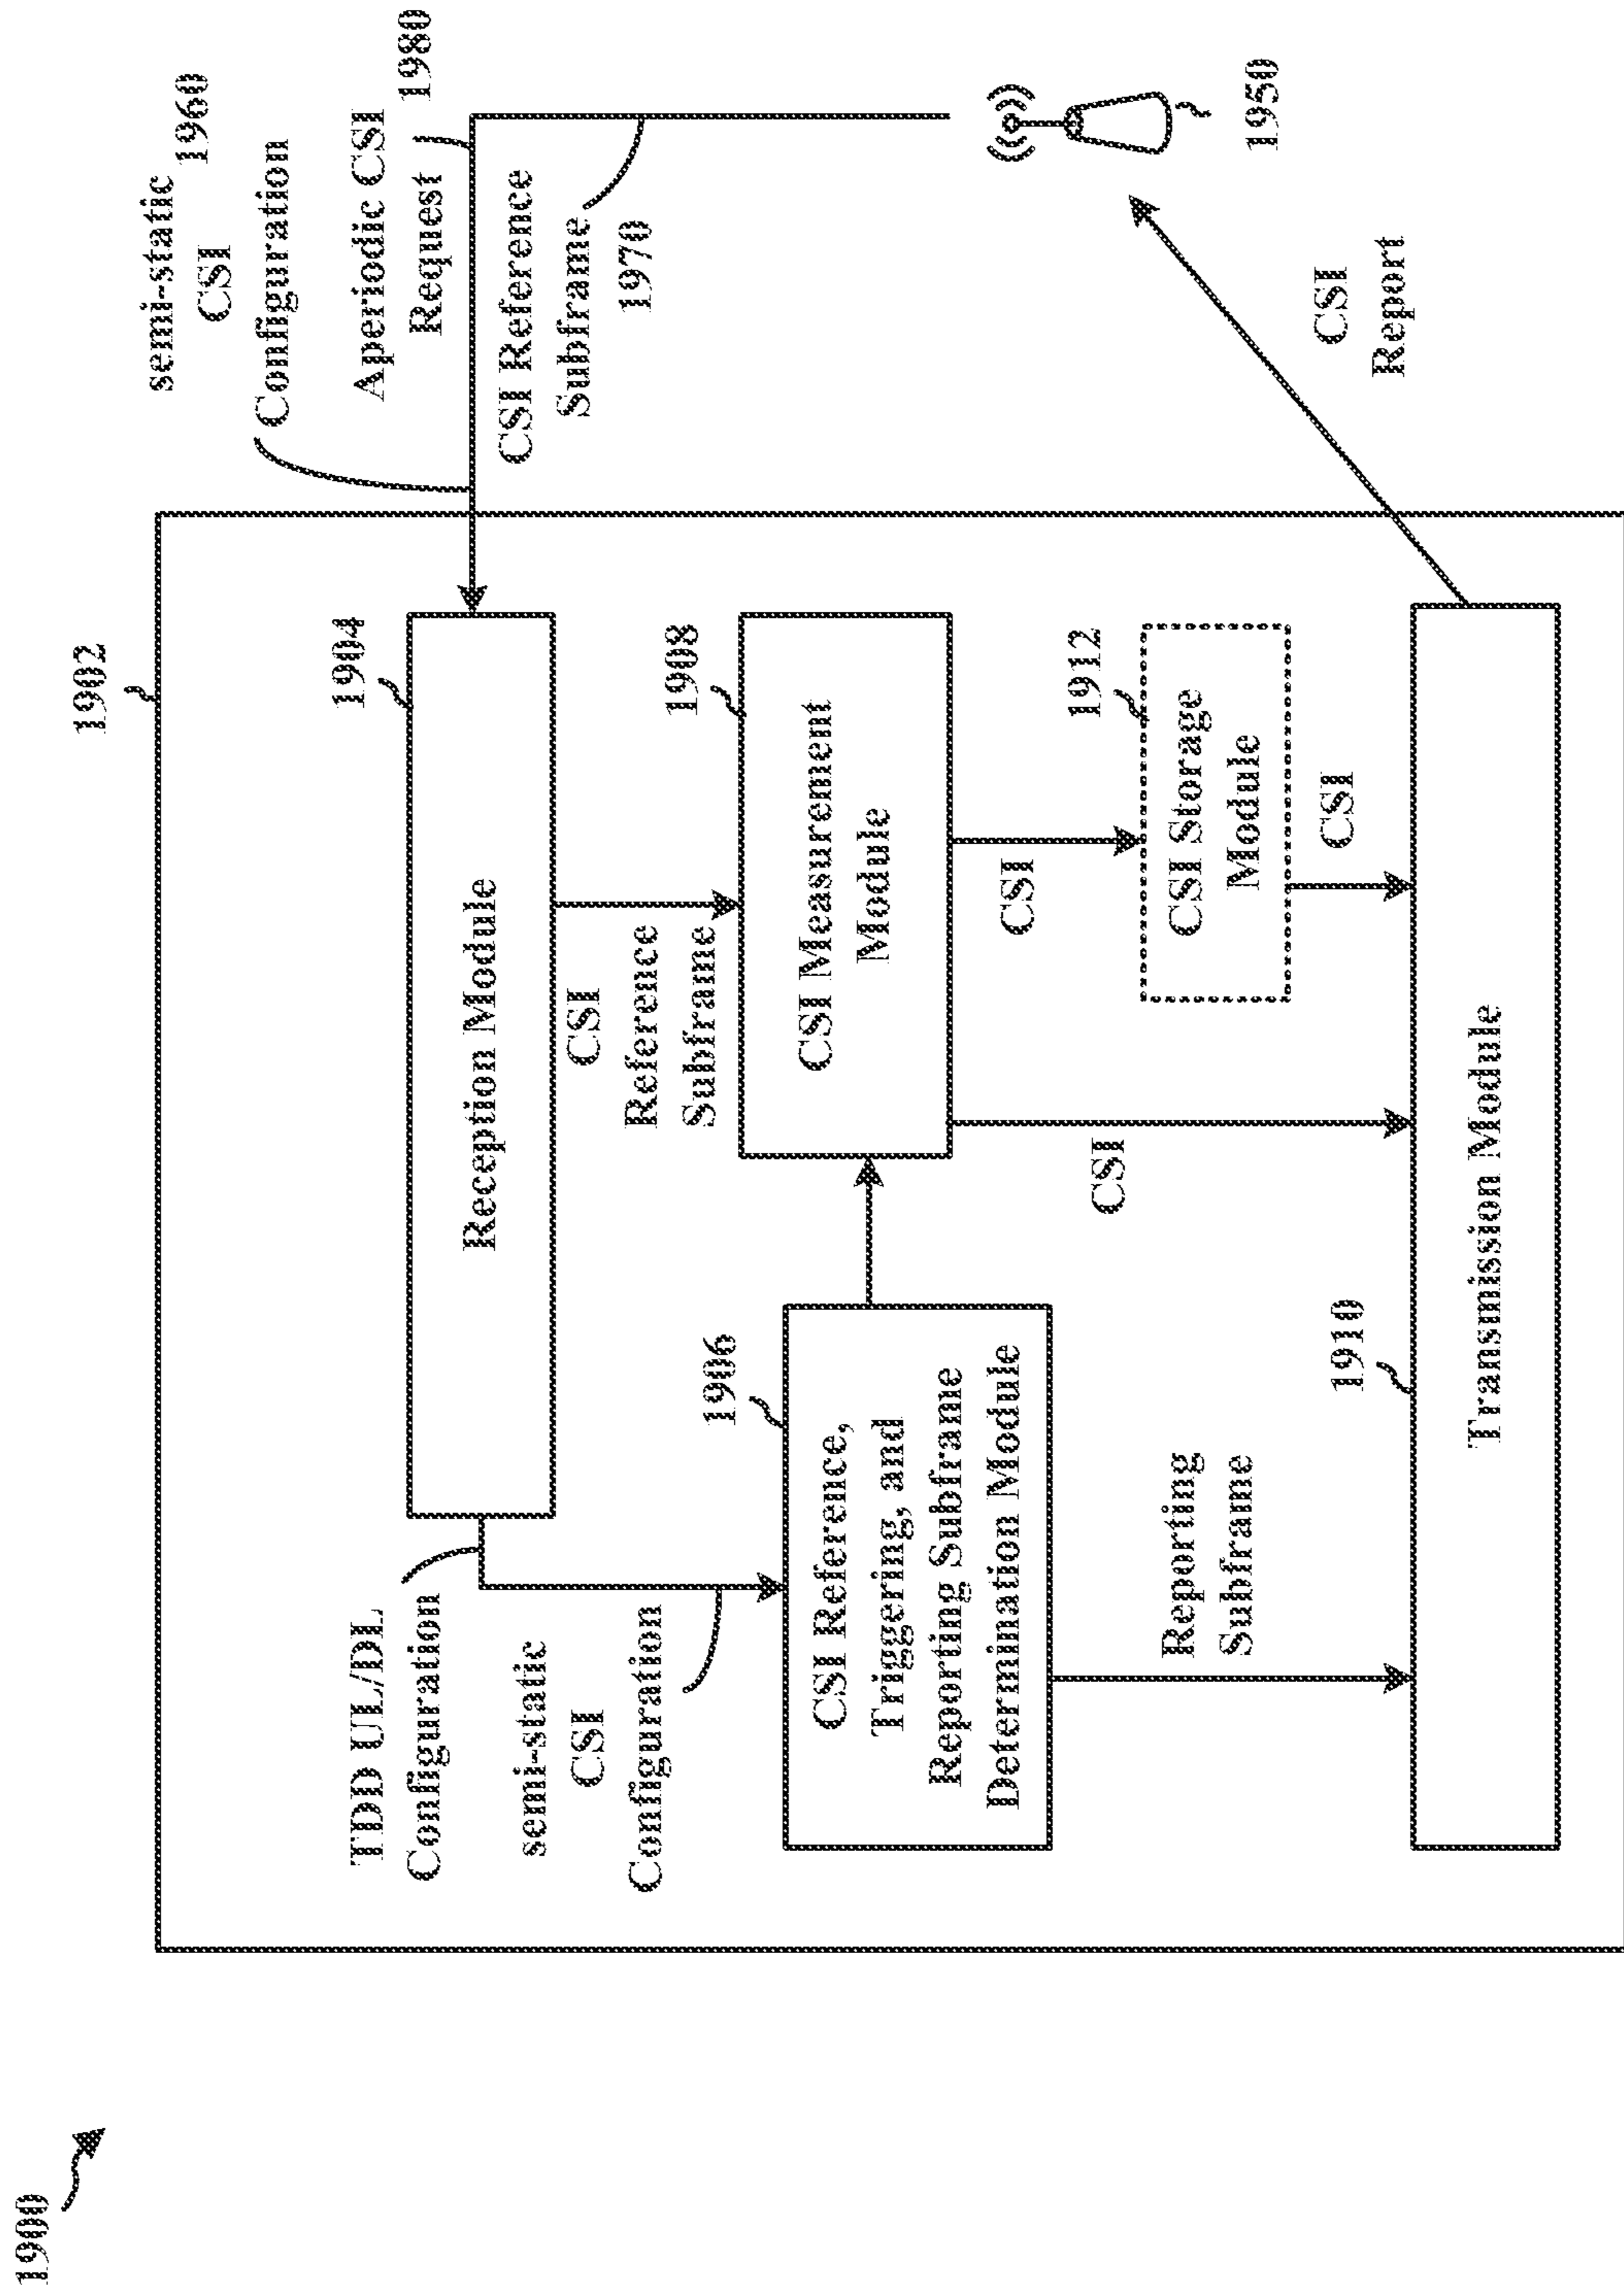 1900
1902
semi-static
CSI
Configuration
1960
Aperiodic CSI
Request
1980
CSI Reference
Subframe
1970
1950
1904
Reception Module
TDD UL/DL
Configuration
semi-static
CSI
Configuration
CSI
Reference
Subframe
1906
CSI Reference,
Triggering, and
Reporting Subframe
Determination Module
1908
CSI Measurement
Module
CSI
1912
CSI Storage
Module
CSI
CSI
Reporting
Subframe
1910
Transmission Module
CSI
Report